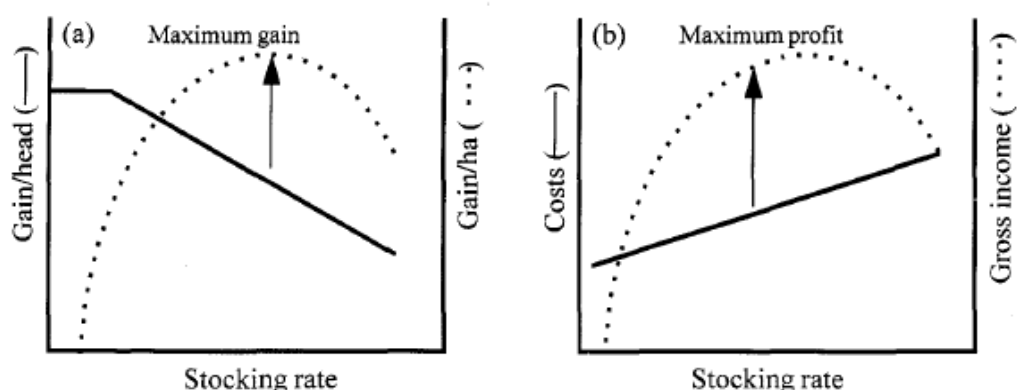 (a)
Maximum gain
Gain/head (——)
Gain/ha (····)
Stocking rate
(b)
Maximum profit
Costs (——)
Gross income (····)
Stocking rate